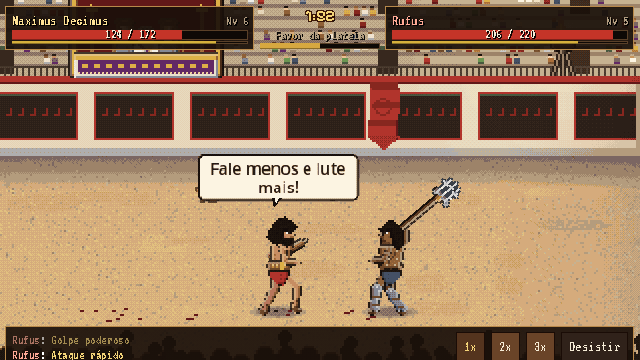 Maximus Decimus
Nv 6
124 / 172
1:52
Favor da plateia
Rufus
Nv 5
206 / 220
Fale menos e lute
mais!
Rufus: Golpe poderoso
Rufus: Ataque rápido
1x
2x
3x
Desistir